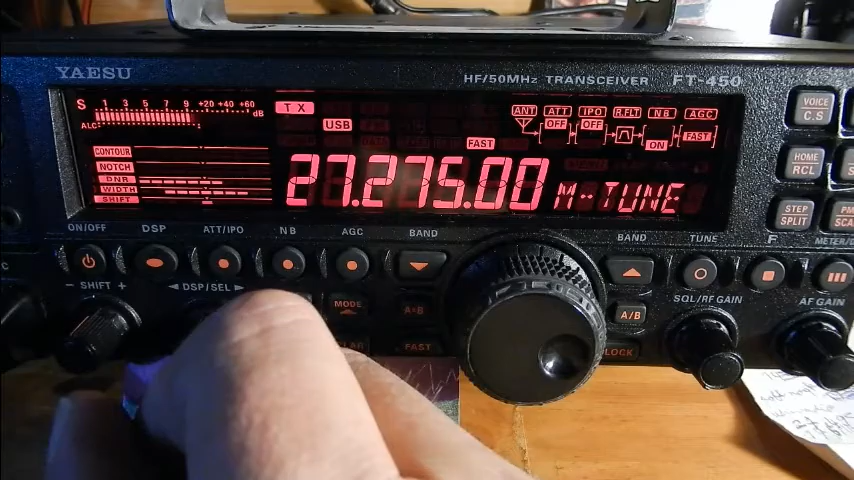 YAESU
HF/50MHz TRANSCEIVER FT-450
S 1 3 5 7 9 +20 +40 +60 dB
ALC
TX
USB
FAST
ANT ATT IPO R.FLT NB AGC
OFF OFF ON FAST
CONTOUR
NOTCH
DNR
WIDTH
SHIFT
27.275.00 M-TUNE
VOICE
C.S
HOME
RCL
STEP
SPLIT
ON/OFF DSP ATT/IPO NB AGC BAND BAND TUNE F
- SHIFT + DSP/SEL
MODE
A=B
A/B
FAST
LOCK
SQL/RF GAIN
AF GAIN